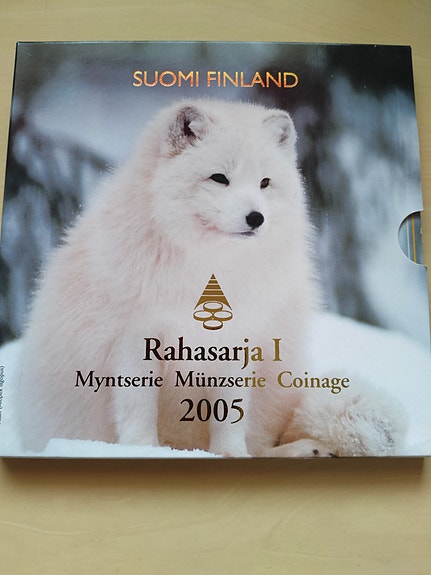 SUOMI FINLAND
Rahasarja I
Myntserie Münzserie Coinage
2005